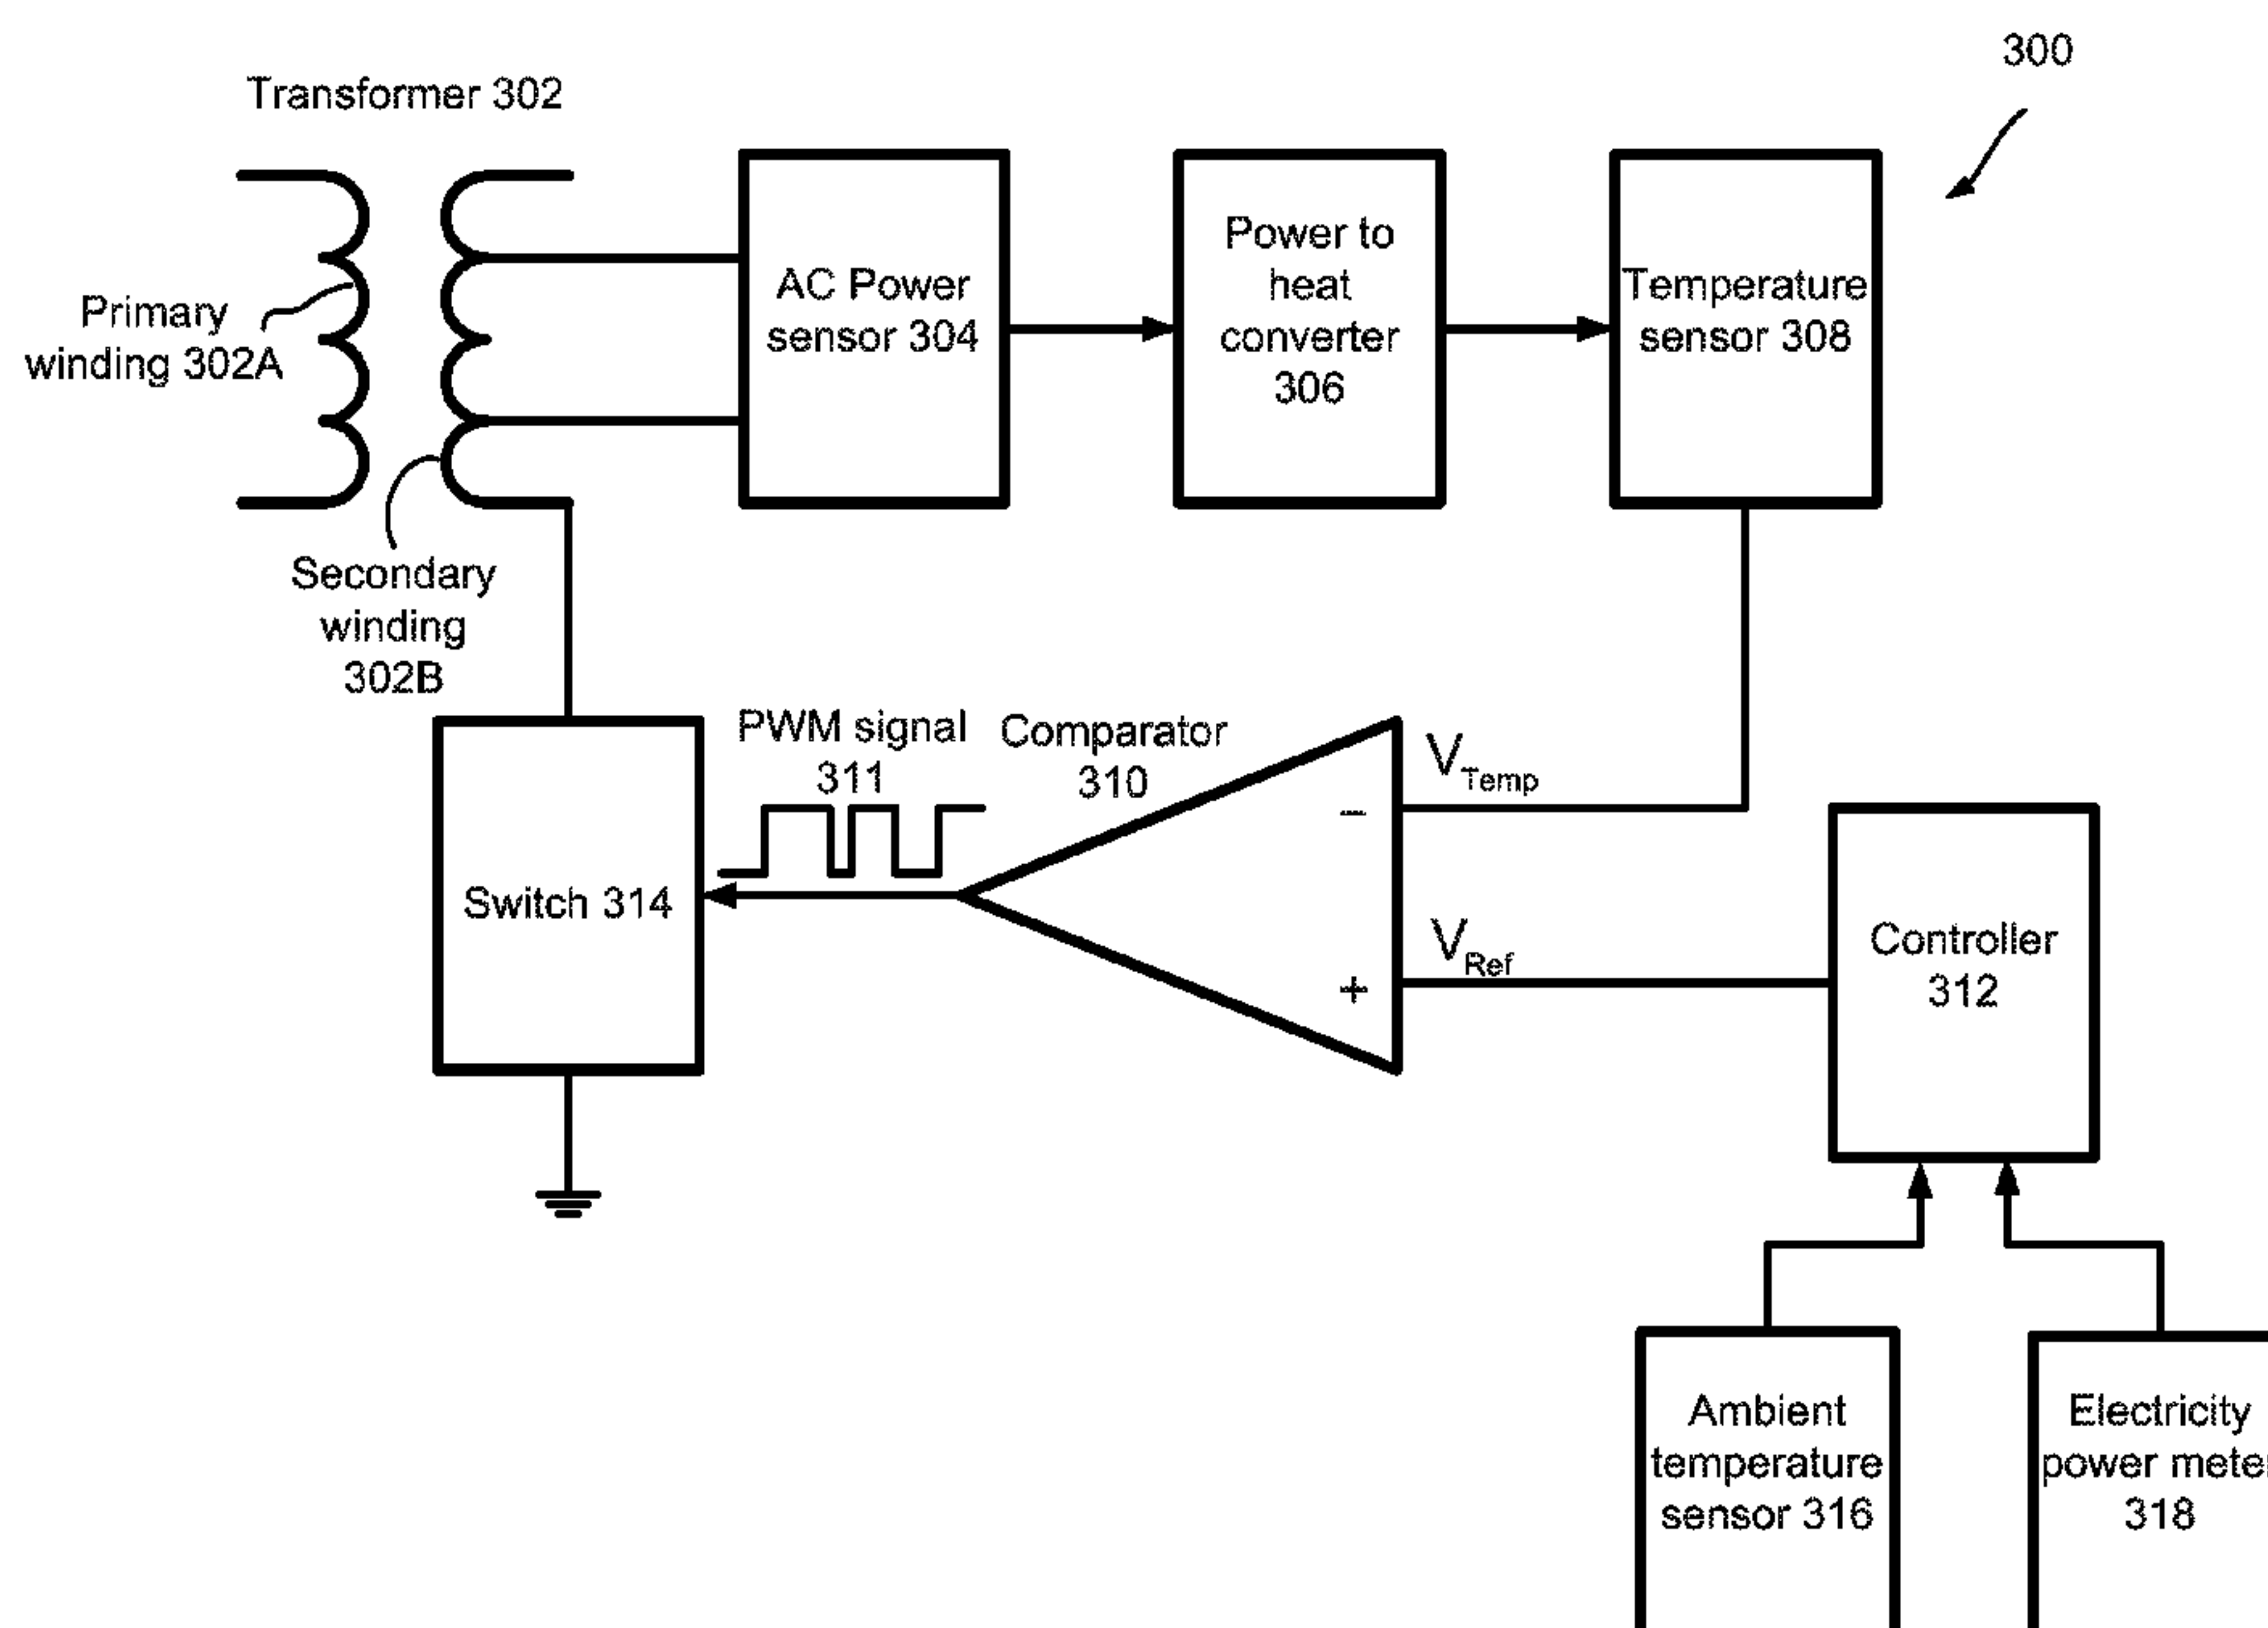 300
Transformer 302
Primary
winding 302A
Secondary
winding
302B
AC Power
sensor 304
Power to
heat
converter
306
Temperature
sensor 308
Switch 314
PWM signal
311
Comparator
310
VTemp
–
VRef
+
Controller
312
Ambient
temperature
sensor 316
Electricity
power meter
318